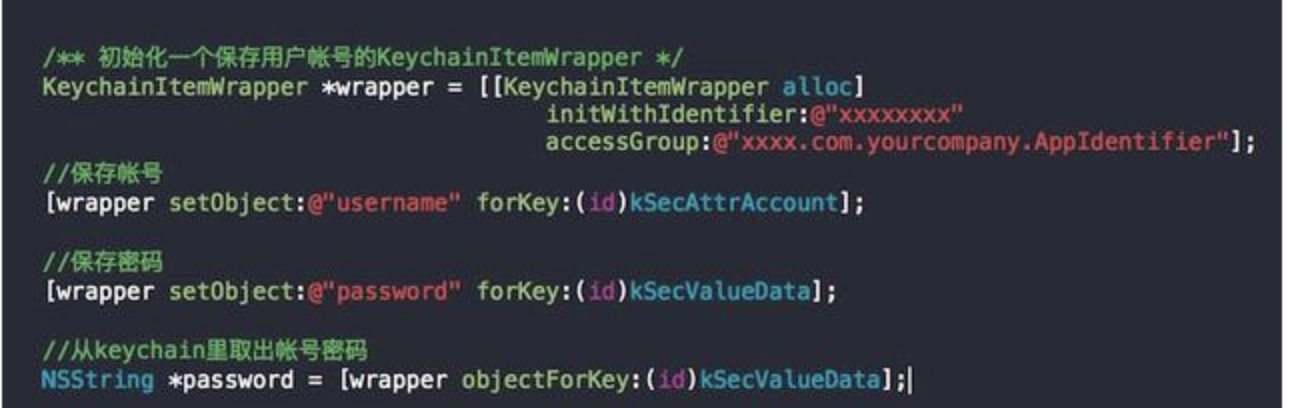 /** 初始化一个保存用户帐号的KeychainItemWrapper */
KeychainItemWrapper *wrapper = [[KeychainItemWrapper alloc]
initWithIdentifier:@"xxxxxxxx"
accessGroup:@"xxxx.com.yourcompany.AppIdentifier"];
//保存帐号
[wrapper setObject:@"username" forKey:(id)kSecAttrAccount];
//保存密码
[wrapper setObject:@"password" forKey:(id)kSecValueData];
//从keychain里取出帐号密码
NSString *password = [wrapper objectForKey:(id)kSecValueData];